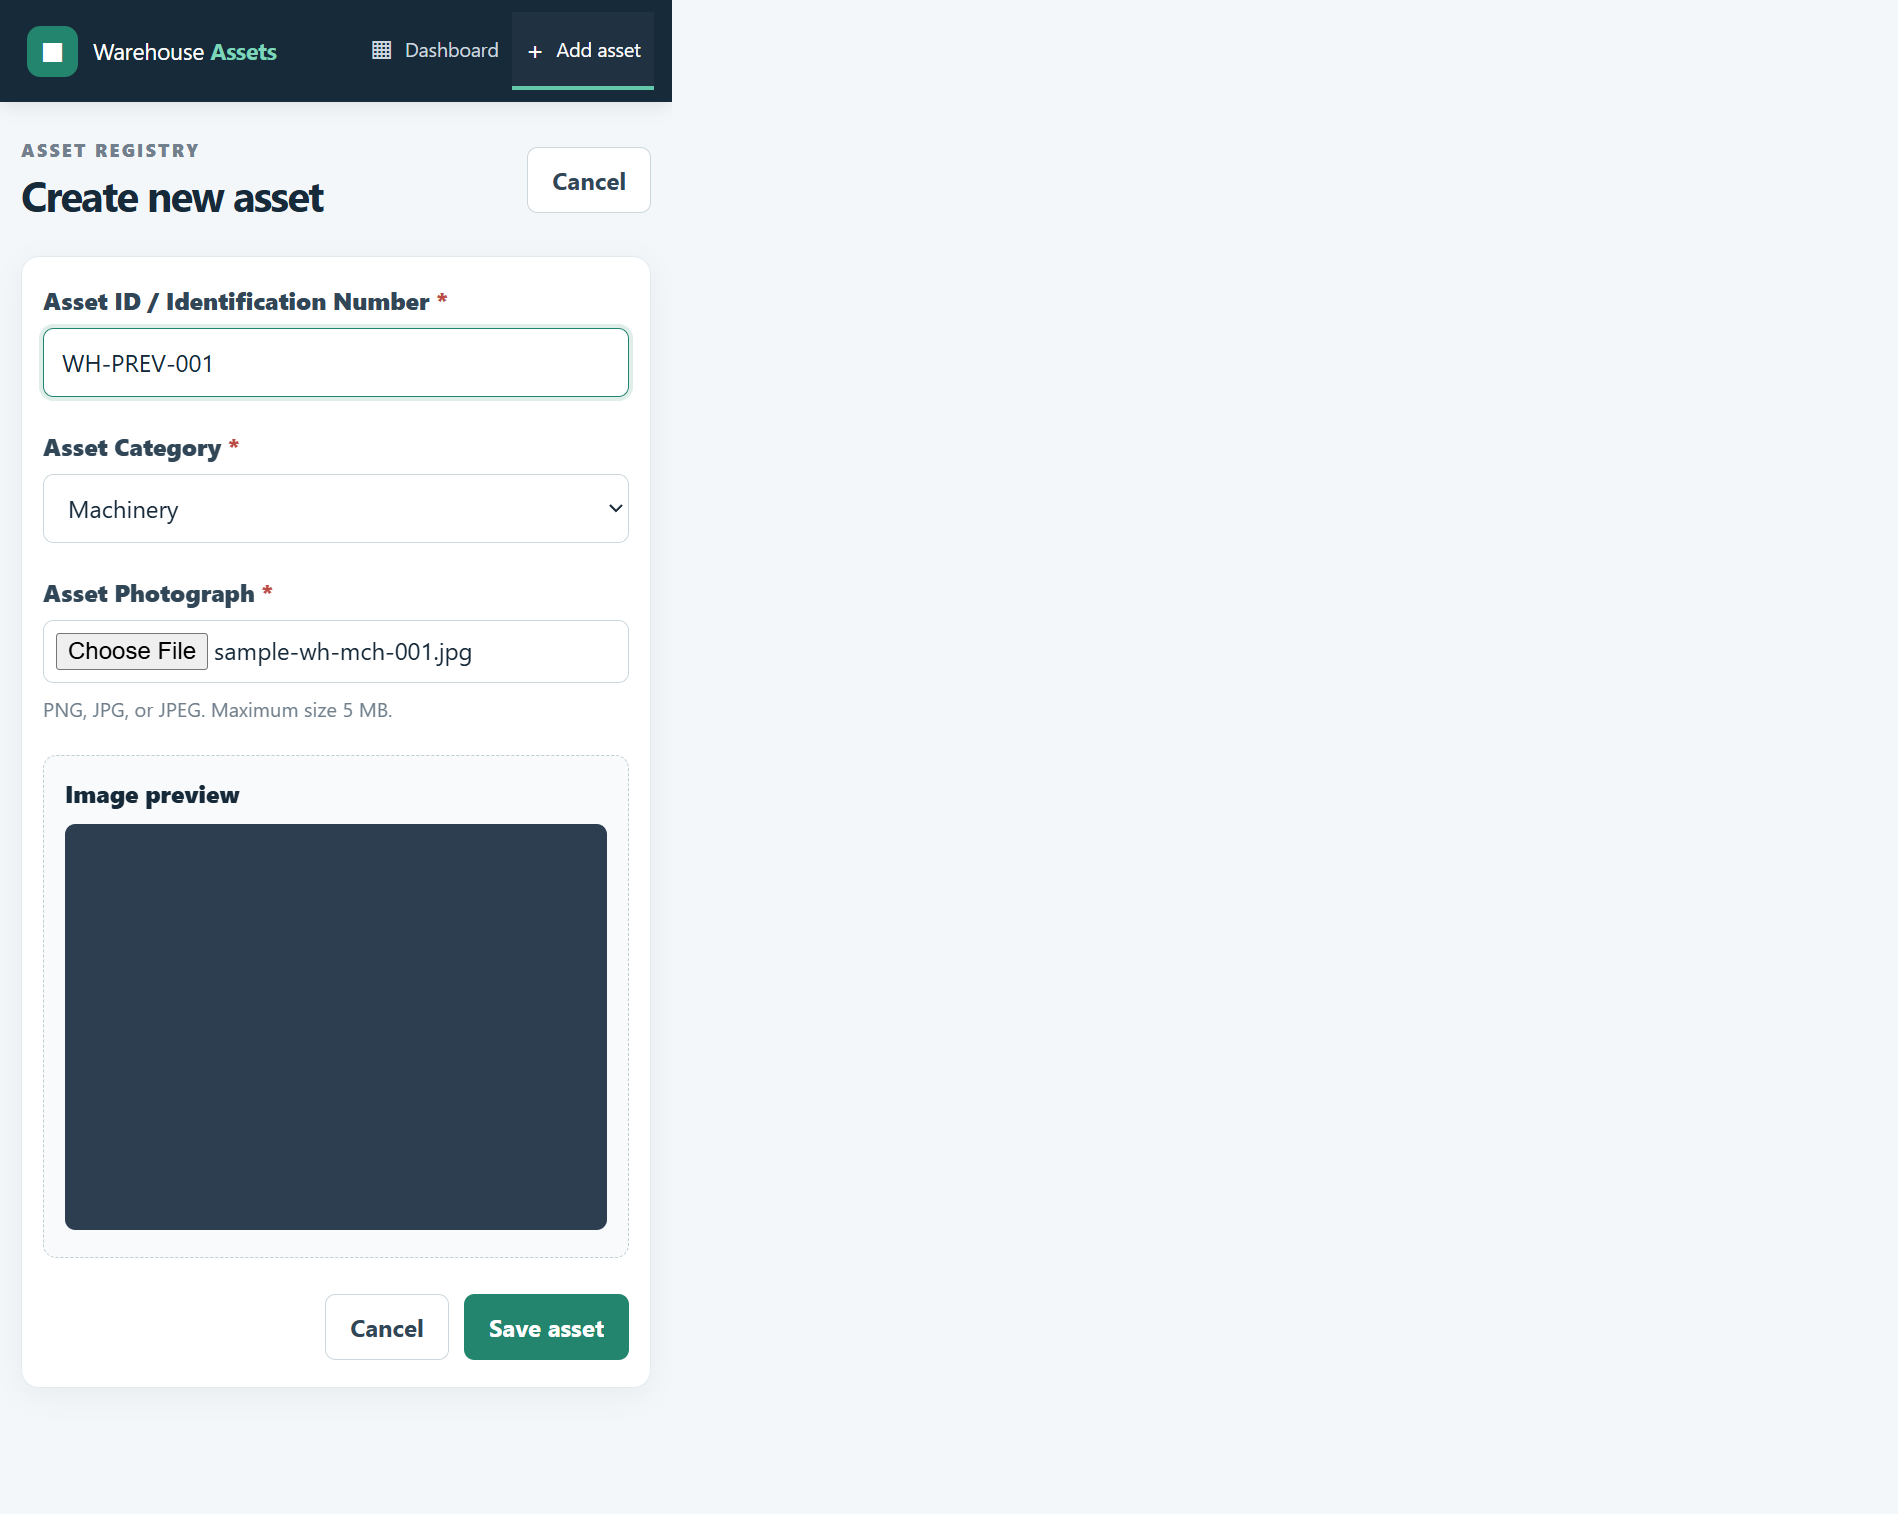 Warehouse Assets
Dashboard
+ Add asset
ASSET REGISTRY
Create new asset
Cancel
Asset ID / Identification Number *
WH-PREV-001
Asset Category *
Machinery
Asset Photograph *
Choose File sample-wh-mch-001.jpg
PNG, JPG, or JPEG. Maximum size 5 MB.
Image preview
Cancel
Save asset